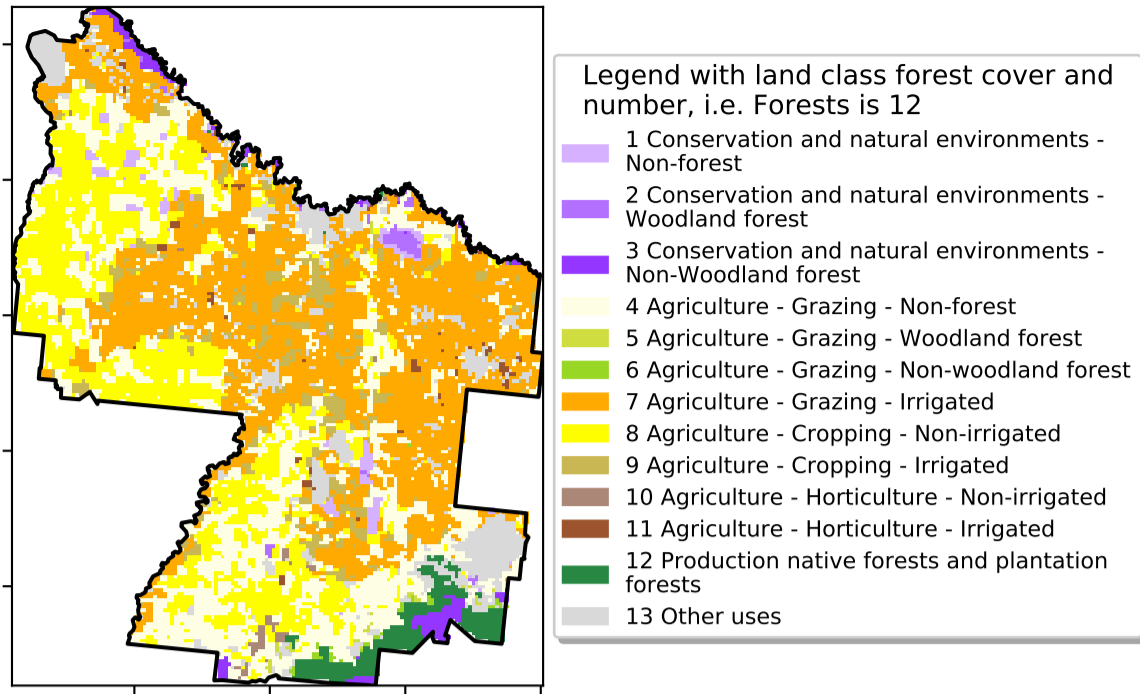 Legend with land class forest cover and
number, i.e. Forests is 12
1 Conservation and natural environments -
Non-forest
2 Conservation and natural environments -
Woodland forest
3 Conservation and natural environments -
Non-Woodland forest
4 Agriculture - Grazing - Non-forest
5 Agriculture - Grazing - Woodland forest
6 Agriculture - Grazing - Non-woodland forest
7 Agriculture - Grazing - Irrigated
8 Agriculture - Cropping - Non-irrigated
9 Agriculture - Cropping - Irrigated
10 Agriculture - Horticulture - Non-irrigated
11 Agriculture - Horticulture - Irrigated
12 Production native forests and plantation
forests
13 Other uses